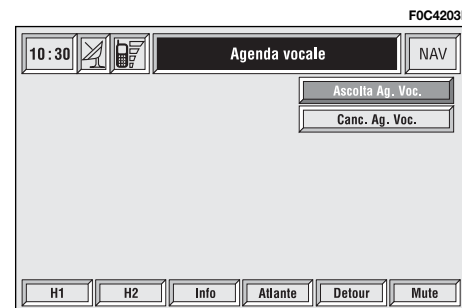 F0C4203
10:30 Agenda vocale NAV
Ascolta Ag. Voc.
Canc. Ag. Voc.
H1 H2 Info Atlante Detour Mute